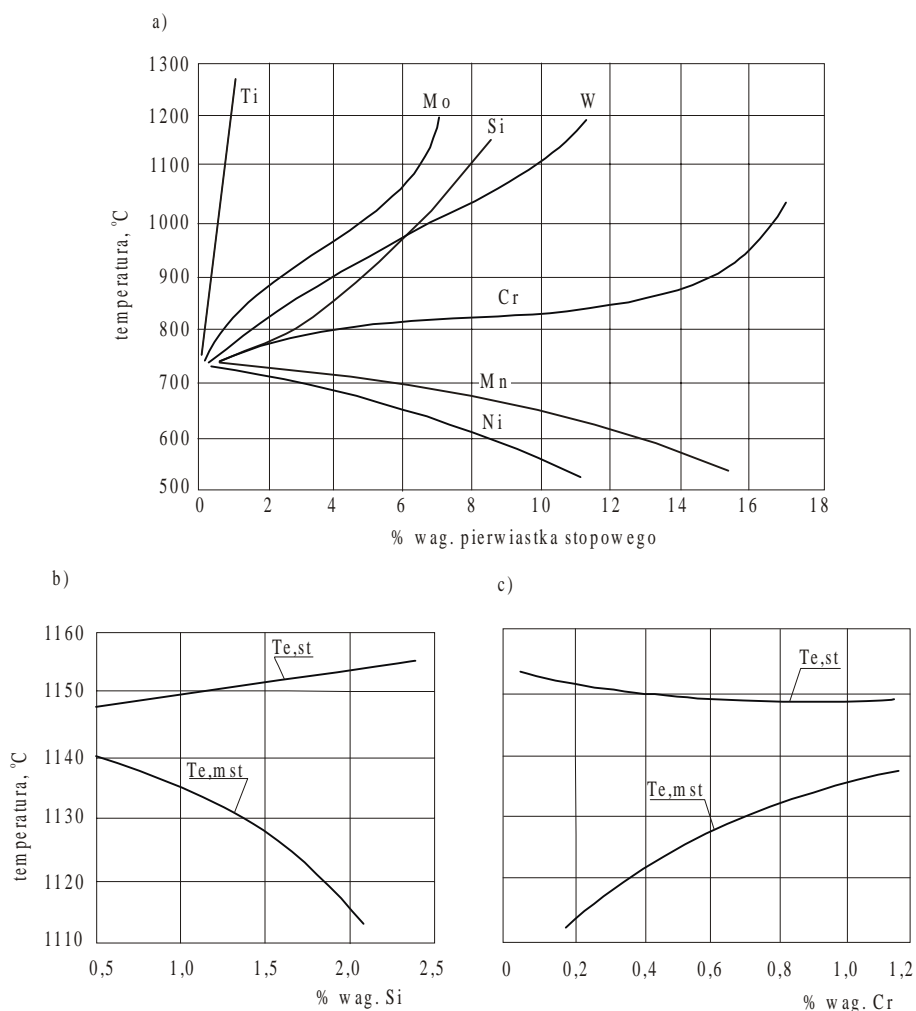 a)
1300
1200
1100
1000
900
800
700
600
500
temperatura, °C
Ti
Mo
Si
W
Cr
Mn
Ni
0 2 4 6 8 10 12 14 16 18
% wag. pierwiastka stopowego
b)
1160
1150
1140
1130
1120
1110
temperatura, °C
Te,st
Te,mst
0,5 1,0 1,5 2,0 2,5
% wag. Si
c)
Te,st
Te,mst
0 0,2 0,4 0,6 0,8 1,0 1,2
% wag. Cr